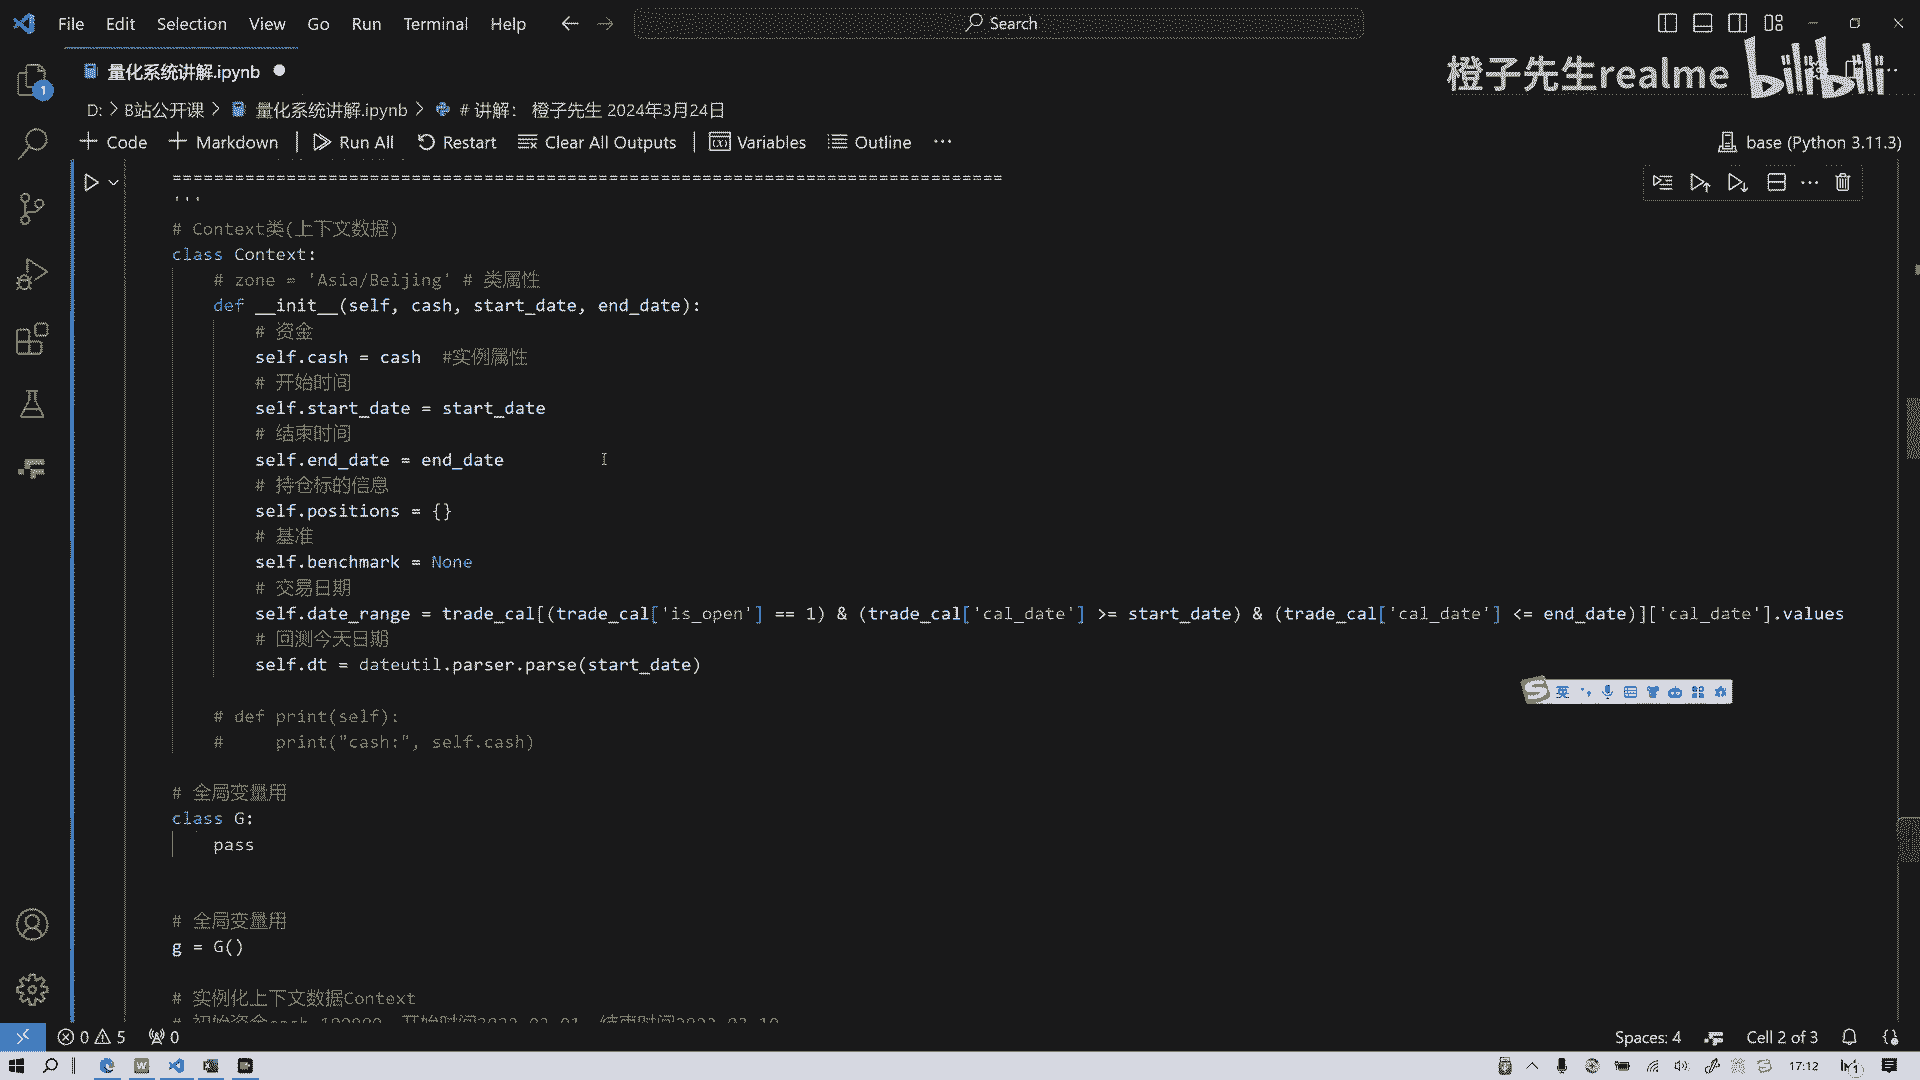 File Edit Selection View Go Run Terminal Help Search
量化系统讲解.ipynb
橙子先生realme bilibili
D: > B站公开课 > 量化系统讲解.ipynb > # 讲解： 橙子先生 2024年3月24日
+ Code + Markdown | Run All Restart Clear All Outputs | Variables Outline ··· base (Python 3.11.3)
================================================================================
'''
# Context类(上下文数据)
class Context:
# zone = 'Asia/Beijing' # 类属性
def __init__(self, cash, start_date, end_date):
# 资金
self.cash = cash #实例属性
# 开始时间
self.start_date = start_date
# 结束时间
self.end_date = end_date
# 持仓标的信息
self.positions = {}
# 基准
self.benchmark = None
# 交易日期
self.date_range = trade_cal[(trade_cal['is_open'] == 1) & (trade_cal['cal_date'] >= start_date) & (trade_cal['cal_date'] <= end_date)]['cal_date'].values
# 回测今天日期
self.dt = dateutil.parser.parse(start_date)
英
# def print(self):
# print("cash:", self.cash)
# 全局变量用
class G:
pass
# 全局变量用
g = G()
# 实例化上下文数据Context
0 5 0 Spaces: 4 Cell 2 of 3
17:12